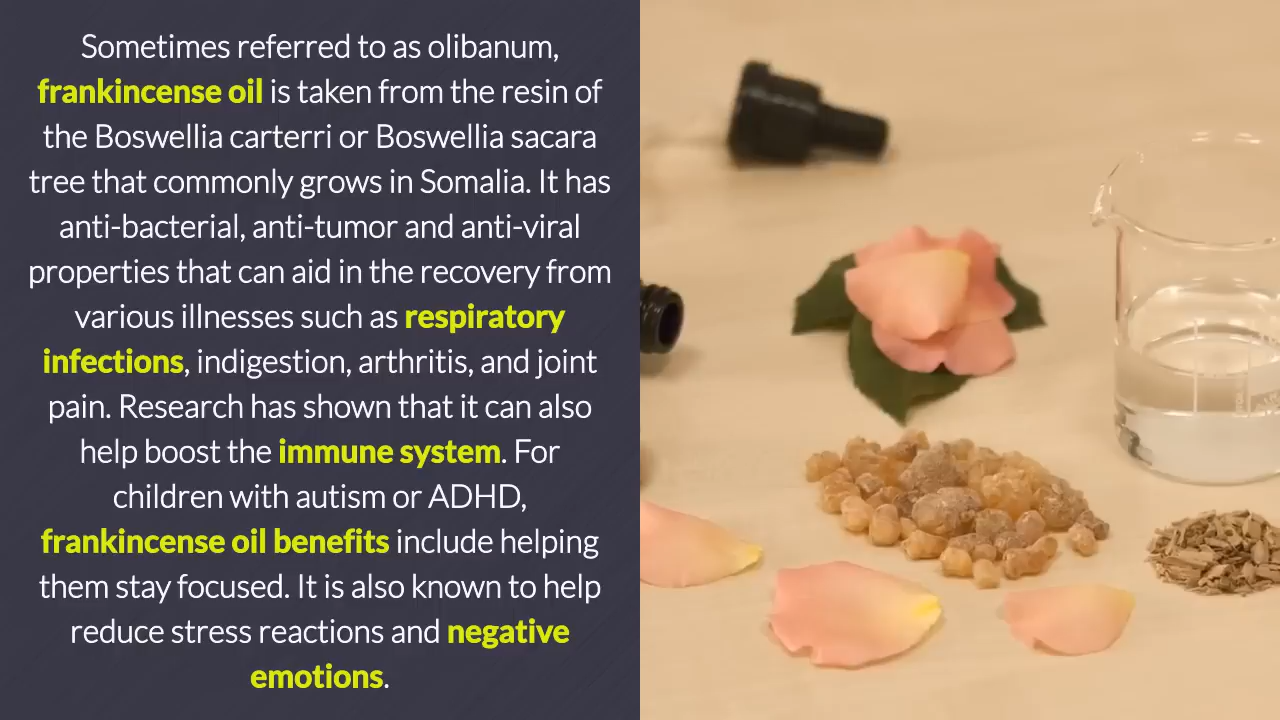 Sometimes referred to as olibanum,
frankincense oil is taken from the resin of
the Boswellia carterri or Boswellia sacara
tree that commonly grows in Somalia. It has
anti-bacterial, anti-tumor and anti-viral
properties that can aid in the recovery from
various illnesses such as respiratory
infections, indigestion, arthritis, and joint
pain. Research has shown that it can also
help boost the immune system. For
children with autism or ADHD,
frankincense oil benefits include helping
them stay focused. It is also known to help
reduce stress reactions and negative
emotions.